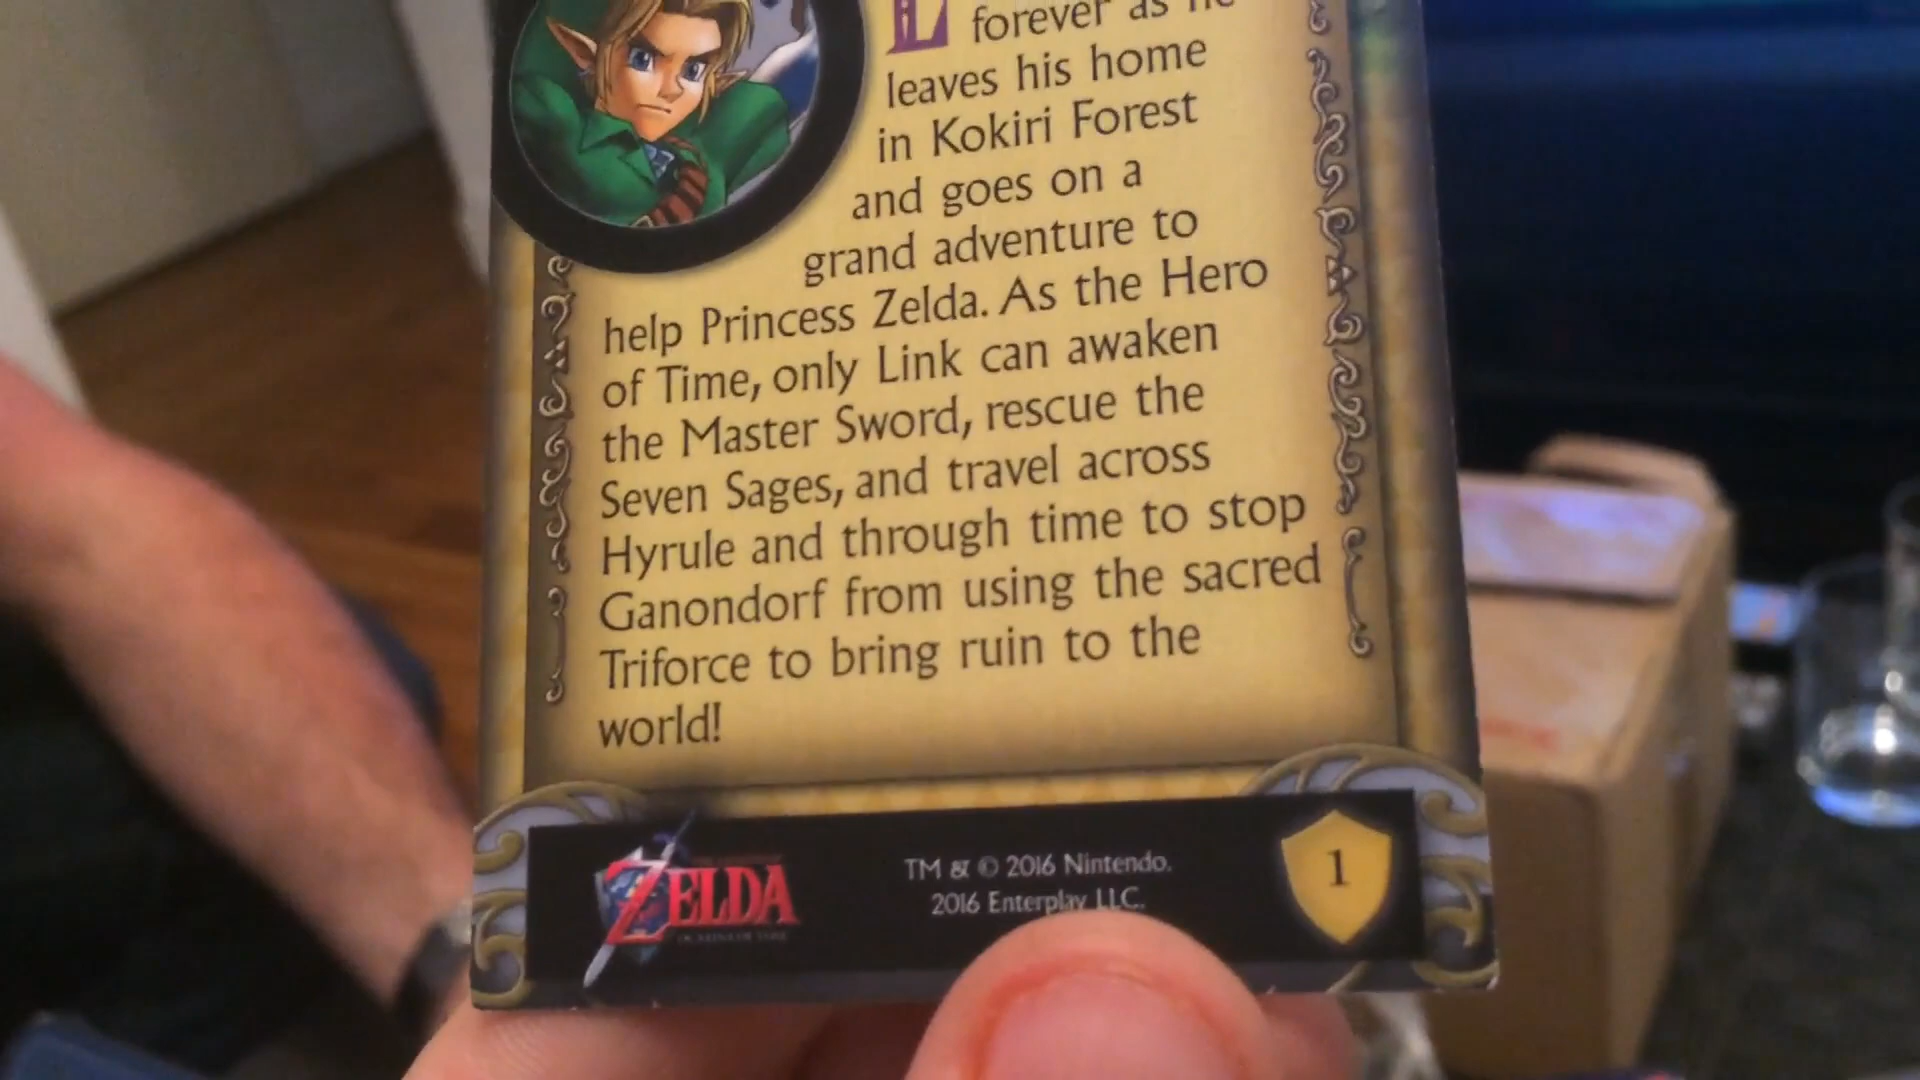 forever as he
leaves his home
in Kokiri Forest
and goes on a
grand adventure to
help Princess Zelda. As the Hero
of Time, only Link can awaken
the Master Sword, rescue the
Seven Sages, and travel across
Hyrule and through time to stop
Ganondorf from using the sacred
Triforce to bring ruin to the
world!
ZELDA
TM & © 2016 Nintendo.
2016 Enterplay LLC.
1